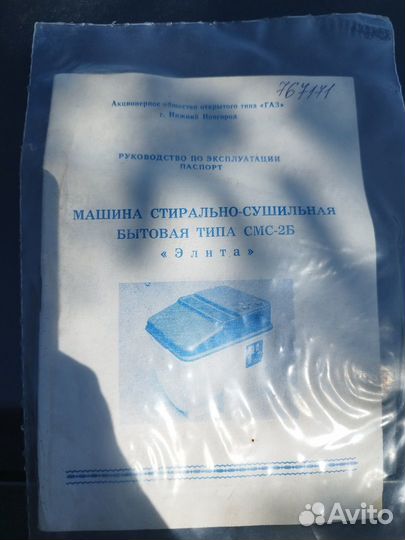 767171
Акционерное общество открытого типа «ГАЗ»
г. Нижний Новгород
РУКОВОДСТВО ПО ЭКСПЛУАТАЦИИ
ПАСПОРТ
МАШИНА СТИРАЛЬНО-СУШИЛЬНАЯ
БЫТОВАЯ ТИПА СМС-2Б
«Элита»
Avito